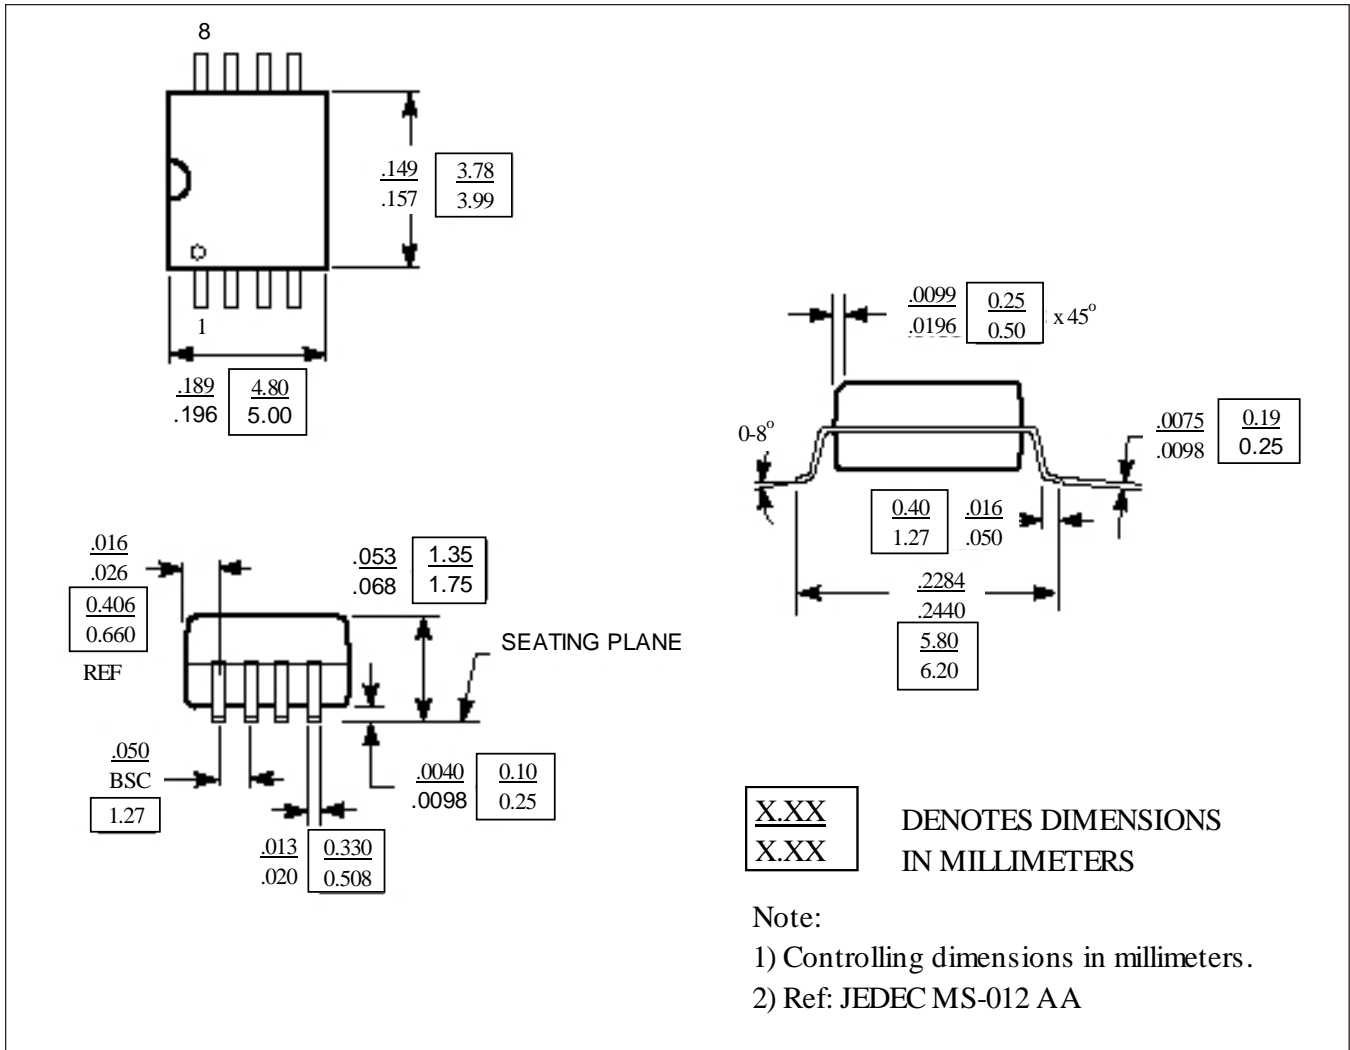 8
.149 3.78
.157 3.99
1
.189 4.80
.196 5.00
.0099 0.25
.0196 0.50 x 45°
0-8°
.0075 0.19
.0098 0.25
0.40 .016
1.27 .050
.2284
.2440
5.80
6.20
.016
.026
0.406
0.660
REF
.053 1.35
.068 1.75
SEATING PLANE
.050
BSC
1.27
.0040 0.10
.0098 0.25
.013 0.330
.020 0.508
X.XX
X.XX
DENOTES DIMENSIONS
IN MILLIMETERS
Note:
1) Controlling dimensions in millimeters.
2) Ref: JEDEC MS-012 AA